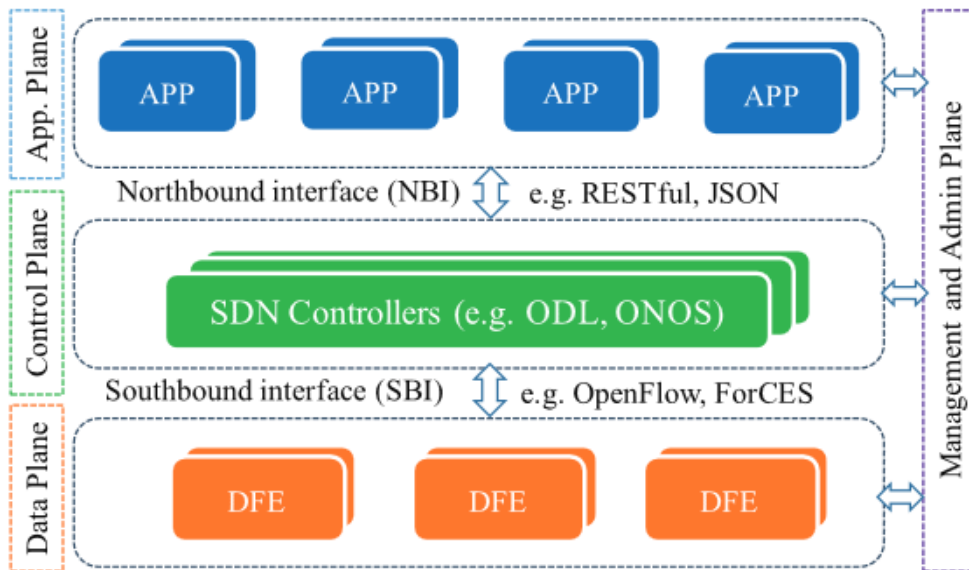 App. Plane
APP
APP
APP
APP
Northbound interface (NBI)
e.g. RESTful, JSON
Control Plane
SDN Controllers (e.g. ODL, ONOS)
Southbound interface (SBI)
e.g. OpenFlow, ForCES
Data Plane
DFE
DFE
DFE
Management and Admin Plane